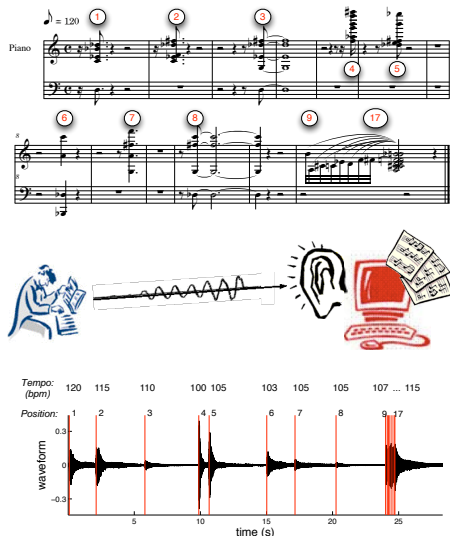 ♪ = 120
1 2 3
Piano
4 5
6 7 8 9 17
8
8
Tempo: (bpm) 120 115 110 100 105 103 105 105 107 ... 115
Position: 1 2 3 4 5 6 7 8 9 17
waveform
0.3
0
−0.3
5 10 15 20 25
time (s)